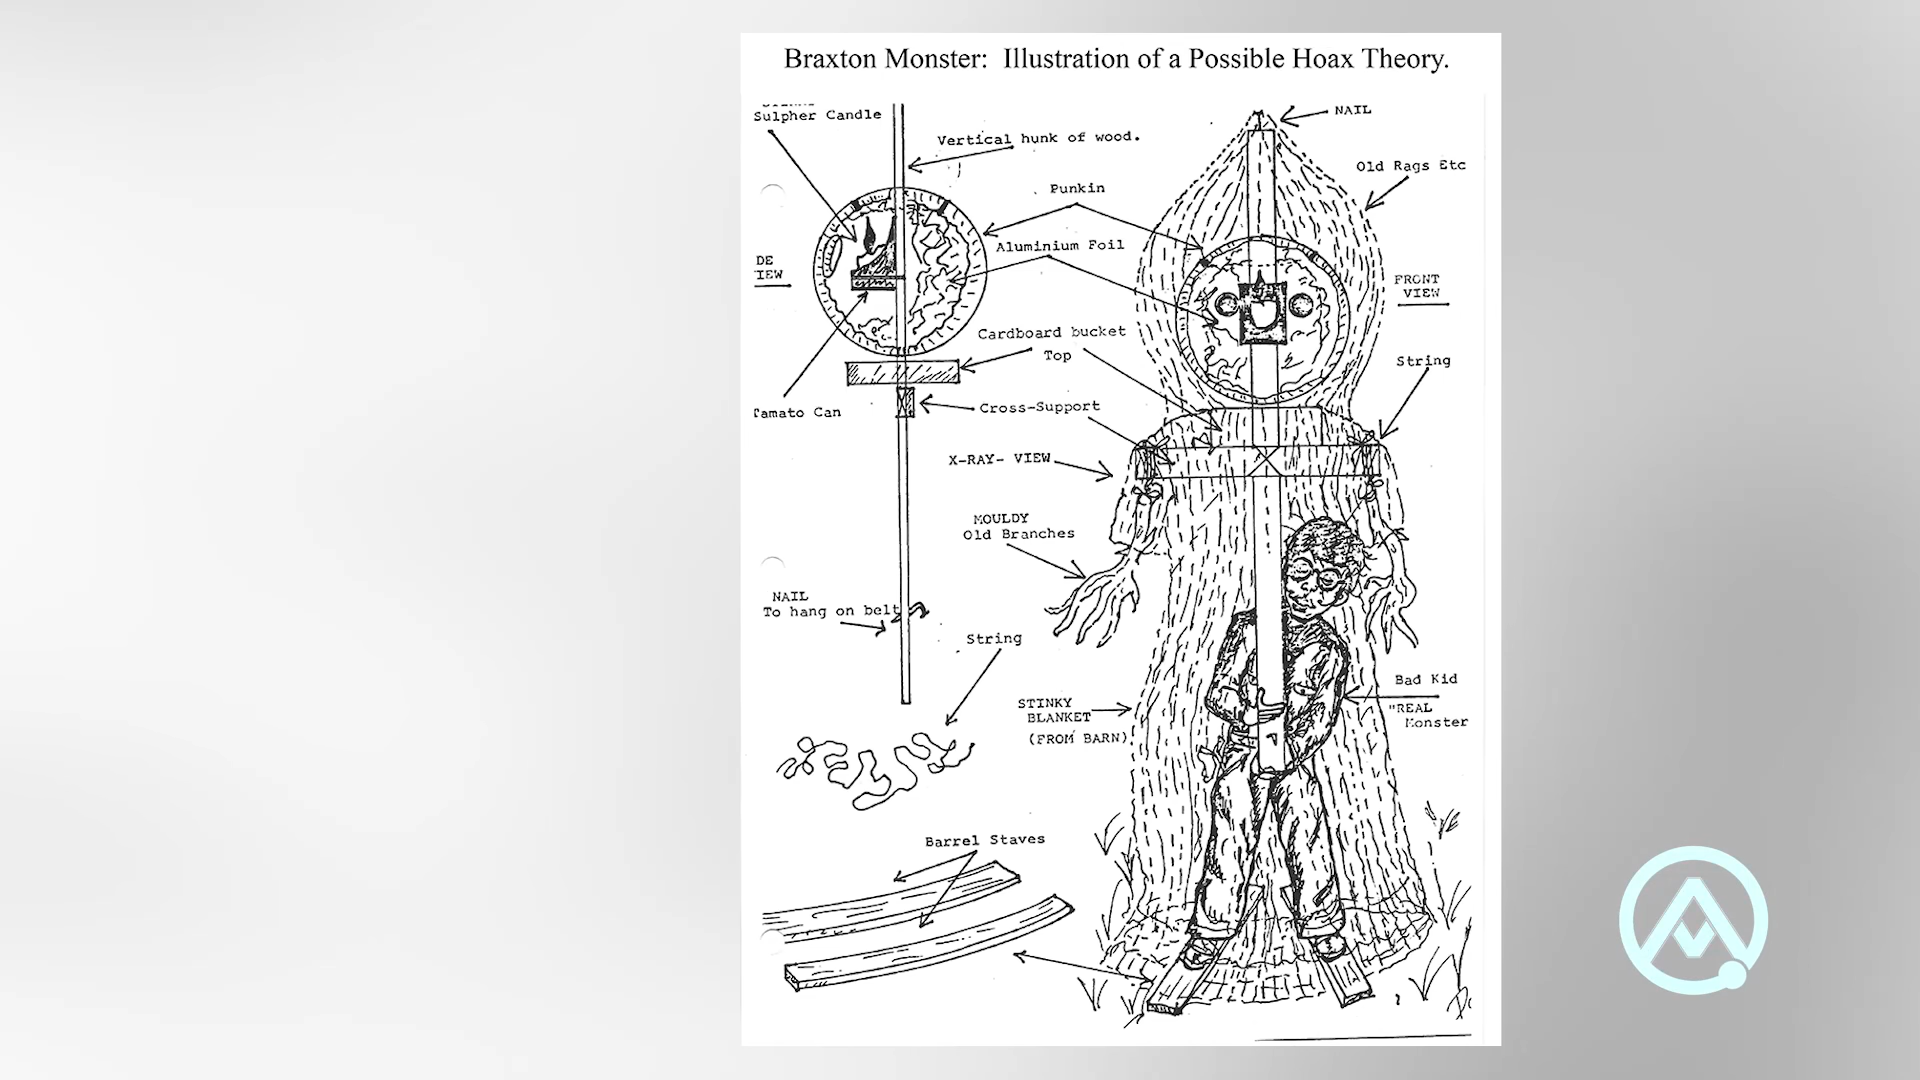 Braxton Monster: Illustration of a Possible Hoax Theory.
Sulpher Candle
Vertical hunk of wood.
Punkin
Aluminium Foil
DE
IEW
Cardboard bucket
Top
Tamato Can
Cross-Support
X-RAY- VIEW
MOULDY
Old Branches
NAIL
To hang on belt
String
STINKY
BLANKET
(FROM BARN)
Barrel Staves
NAIL
Old Rags Etc
FRONT
VIEW
String
Bad Kid
"REAL
Monster